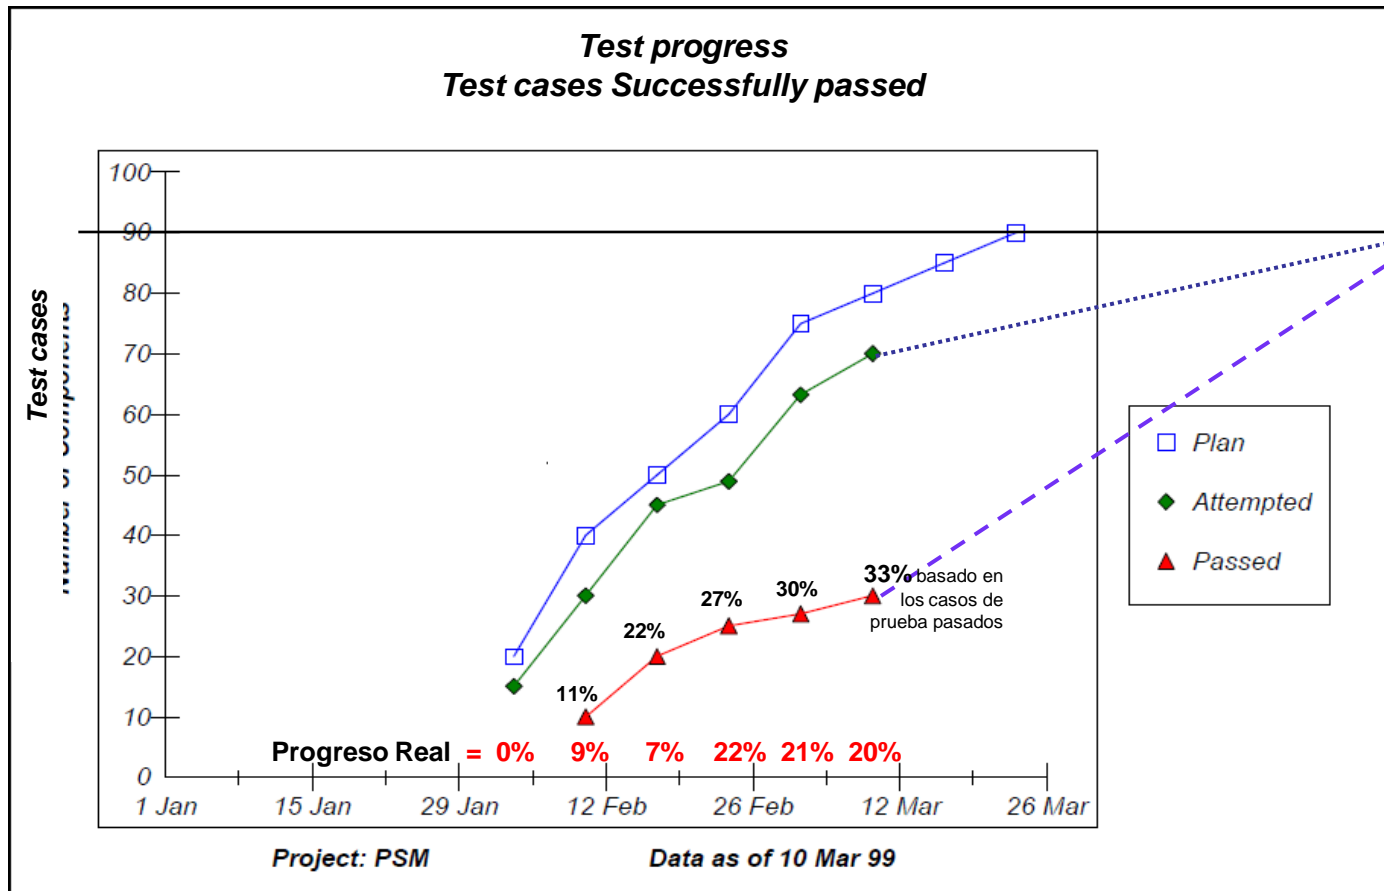 Test progress
Test cases Successfully passed
100
90
80
70
60
50
40
30
20
10
0
Test cases
Number of Components
11%
22%
27%
30%
33% basado en
los casos de
prueba pasados
Progreso Real = 0% 9% 7% 22% 21% 20%
1 Jan 15 Jan 29 Jan 12 Feb 26 Feb 12 Mar 26 Mar
Plan
Attempted
Passed
Project: PSM Data as of 10 Mar 99